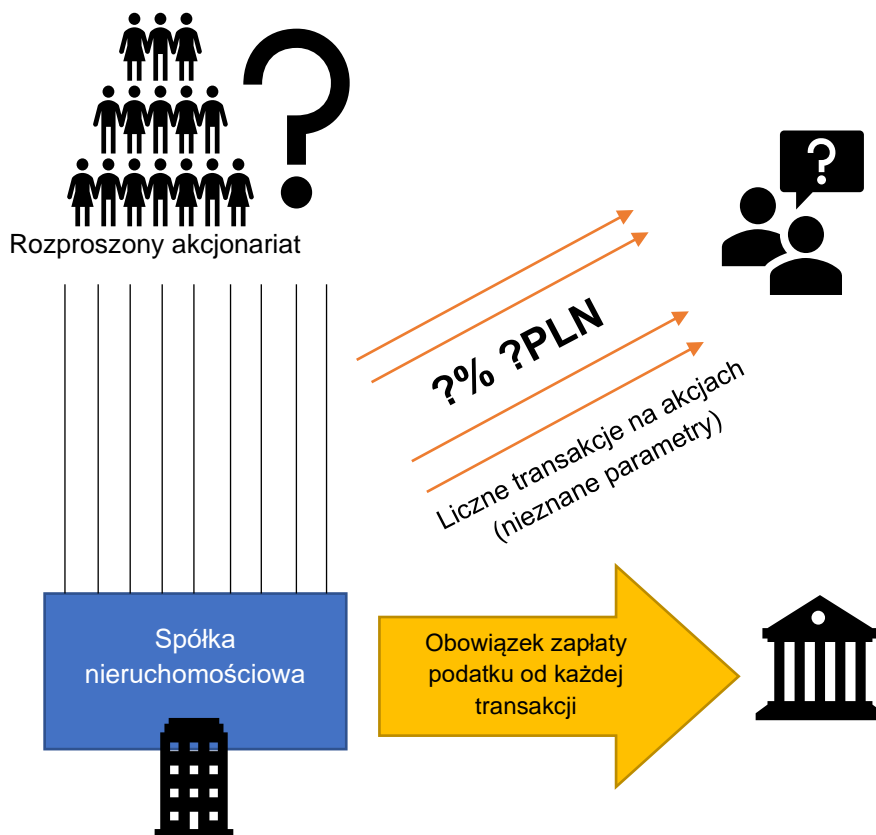 ?
?
Rozproszony akcjonariat
?% ?PLN
Liczne transakcje na akcjach
(nieznane parametry)
Spółka
nieruchomościowa
Obowiązek zapłaty
podatku od każdej
transakcji